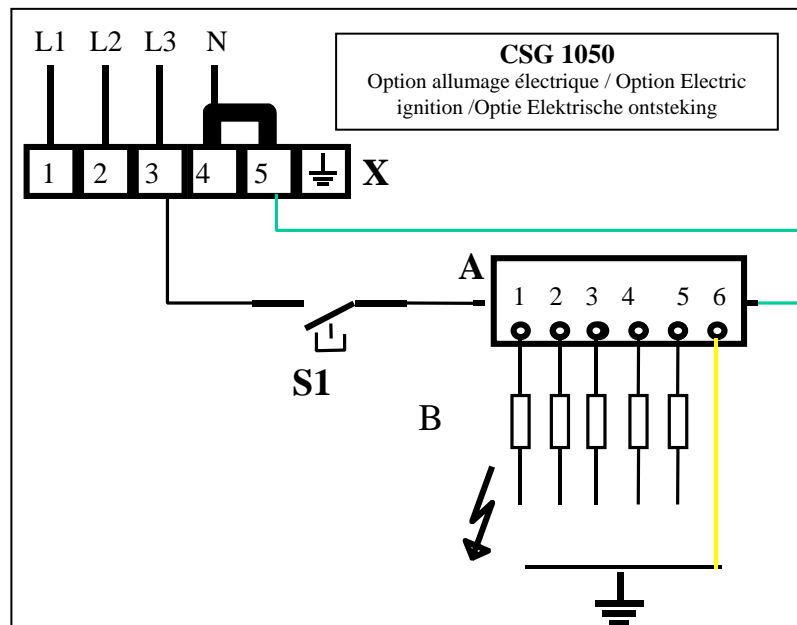 L1 L2 L3 N
CSG 1050
Option allumage électrique / Option Electric
ignition /Optie Elektrische ontsteking
1 2 3 4 5 X
A
1 2 3 4 5 6
S1
B